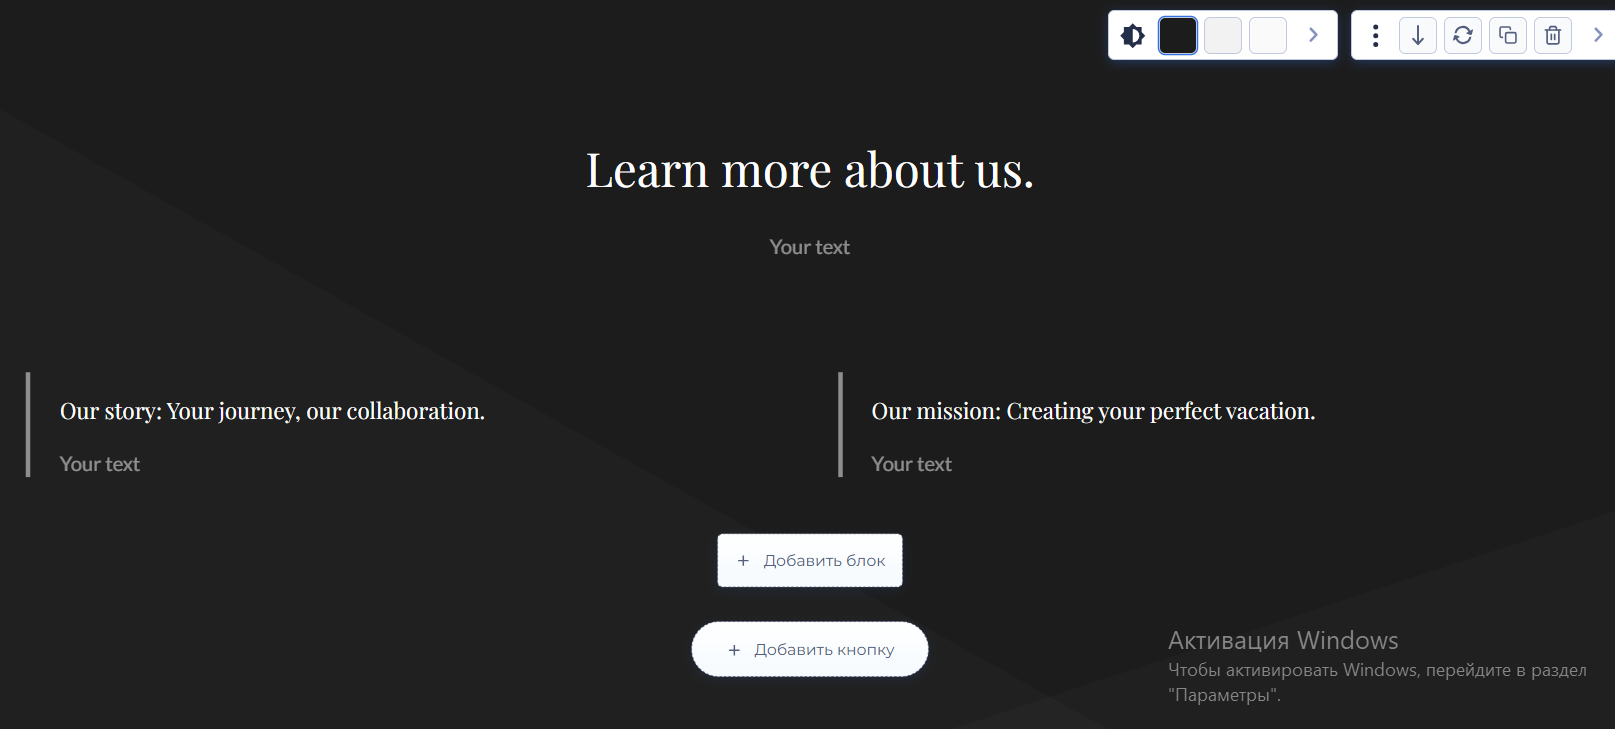 Learn more about us.
Your text
Our story: Your journey, our collaboration.
Your text
Our mission: Creating your perfect vacation.
Your text
+ Добавить блок
+ Добавить кнопку
Активация Windows
Чтобы активировать Windows, перейдите в раздел
"Параметры".